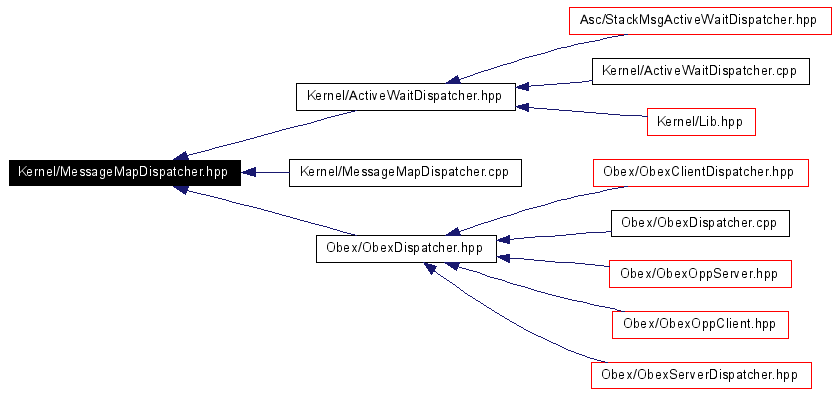 Asc/StackMsgActiveWaitDispatcher.hpp
Kernel/ActiveWaitDispatcher.cpp
Kernel/ActiveWaitDispatcher.hpp
Kernel/Lib.hpp
Kernel/MessageMapDispatcher.hpp
Kernel/MessageMapDispatcher.cpp
Obex/ObexClientDispatcher.hpp
Obex/ObexDispatcher.cpp
Obex/ObexDispatcher.hpp
Obex/ObexOppServer.hpp
Obex/ObexOppClient.hpp
Obex/ObexServerDispatcher.hpp